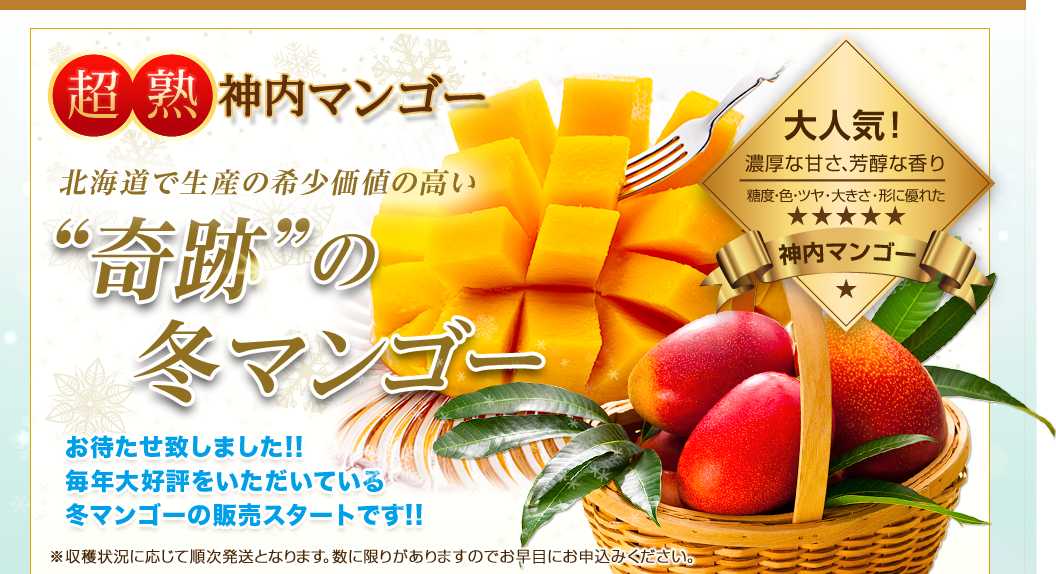 超熟 神内マンゴー
北海道で生産の希少価値の高い
“奇跡”の
冬マンゴー
お待たせ致しました!!
毎年大好評をいただいている
冬マンゴーの販売スタートです!!
※収穫状況に応じて順次発送となります。数に限りがありますのでお早目にお申込みください。
大人気！
濃厚な甘さ、芳醇な香り
糖度・色・ツヤ・大きさ・形に優れた
★★★★★
神内マンゴー
★